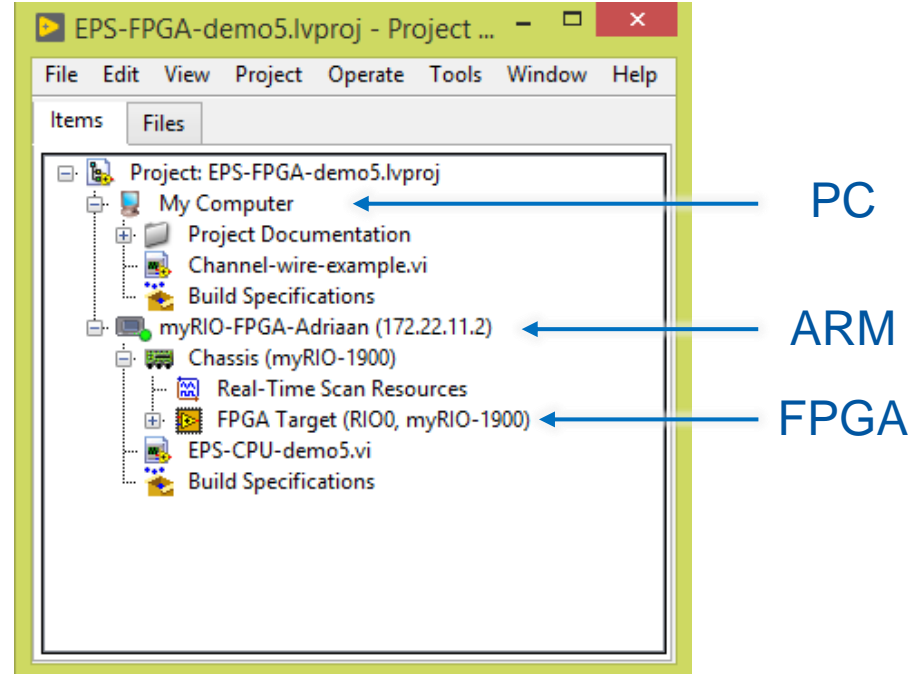 EPS-FPGA-demo5.lvproj - Project ...
File Edit View Project Operate Tools Window Help
Items Files
Project: EPS-FPGA-demo5.lvproj
My Computer
PC
Project Documentation
Channel-wire-example.vi
Build Specifications
myRIO-FPGA-Adriaan (172.22.11.2)
ARM
Chassis (myRIO-1900)
Real-Time Scan Resources
FPGA Target (RIO0, myRIO-1900)
FPGA
EPS-CPU-demo5.vi
Build Specifications